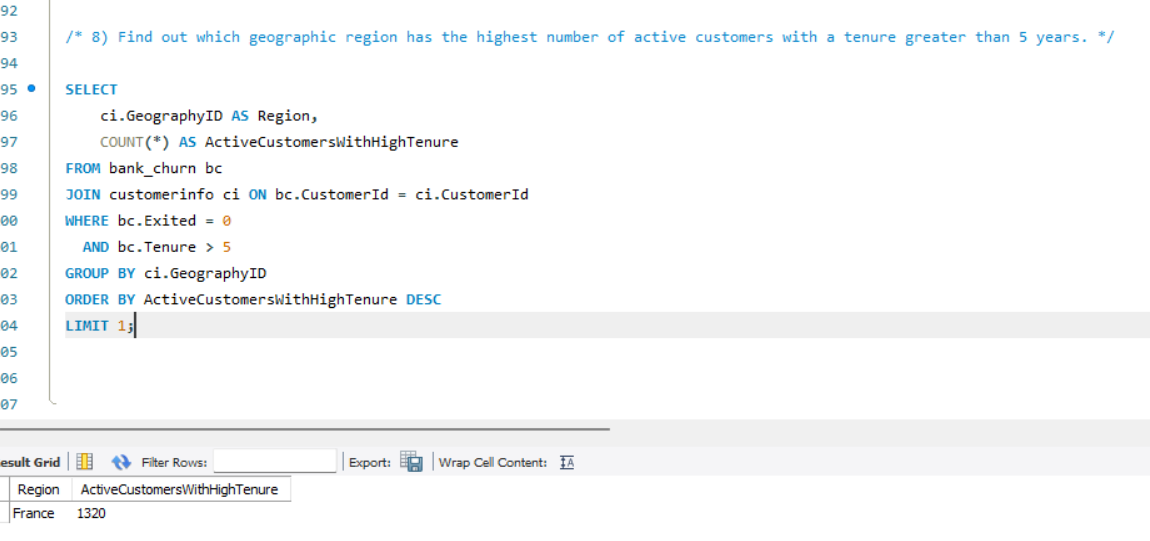 92
93 /* 8) Find out which geographic region has the highest number of active customers with a tenure greater than 5 years. */
94
95 SELECT
96 ci.GeographyID AS Region,
97 COUNT(*) AS ActiveCustomersWithHighTenure
98 FROM bank_churn bc
99 JOIN customerinfo ci ON bc.CustomerId = ci.CustomerId
00 WHERE bc.Exited = 0
01 AND bc.Tenure > 5
02 GROUP BY ci.GeographyID
03 ORDER BY ActiveCustomersWithHighTenure DESC
04 LIMIT 1;
05
06
07
esult Grid Filter Rows: Export: Wrap Cell Content: IA
Region ActiveCustomersWithHighTenure
France 1320